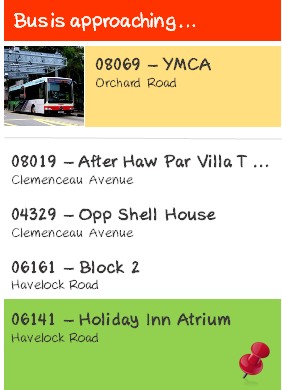 Bus is approaching...
08069 - YMCA
Orchard Road
08019 - After Haw Par Villa T ...
Clemenceau Avenue
04329 - Opp Shell House
Clemenceau Avenue
06161 - Block 2
Havelock Road
06141 - Holiday Inn Atrium
Havelock Road